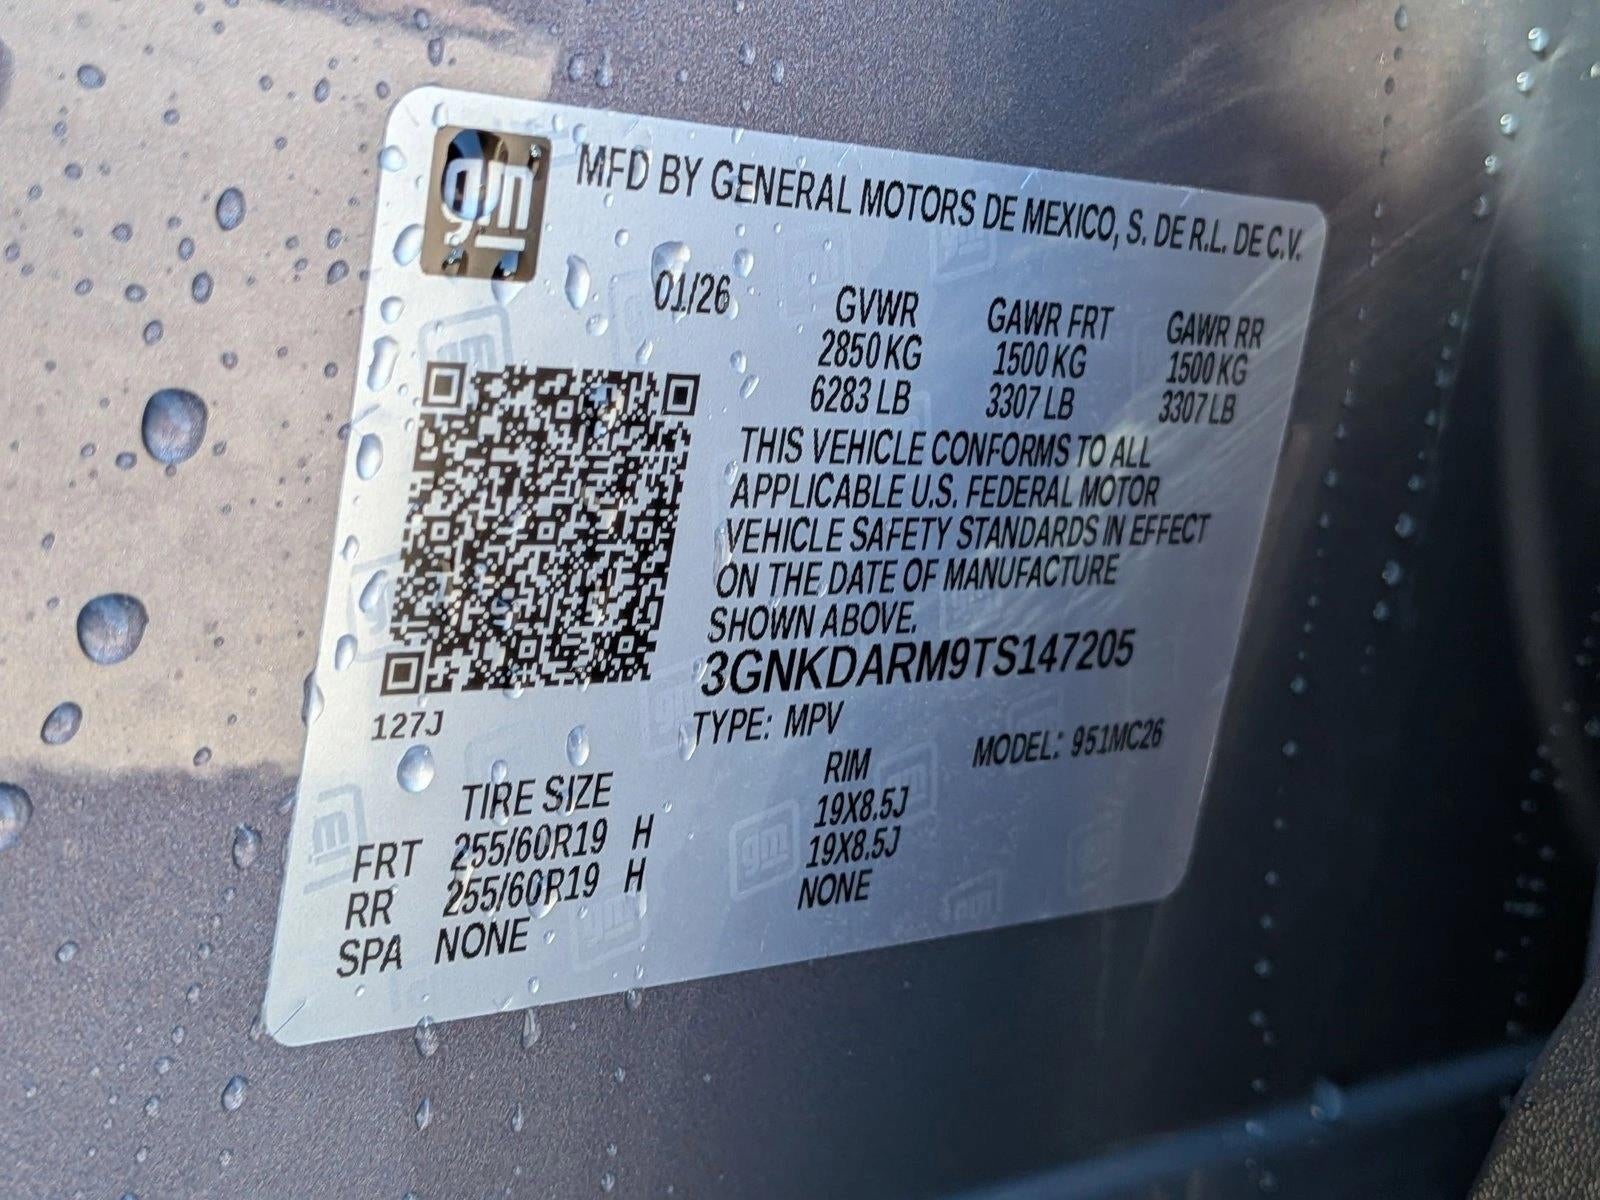 gm
MFD BY GENERAL MOTORS DE MEXICO, S. DE R.L. DE C.V.
01/26 GVWR GAWR FRT GAWR RR
2850 KG 1500 KG 1500 KG
6283 LB 3307 LB 3307 LB
THIS VEHICLE CONFORMS TO ALL
APPLICABLE U.S. FEDERAL MOTOR
VEHICLE SAFETY STANDARDS IN EFFECT
ON THE DATE OF MANUFACTURE
SHOWN ABOVE.
3GNKDARM9TS147205
127J
TYPE: MPV MODEL: 951MC26
TIRE SIZE RIM
FRT 255/60R19 H 19X8.5J
RR 255/60R19 H 19X8.5J
SPA NONE NONE